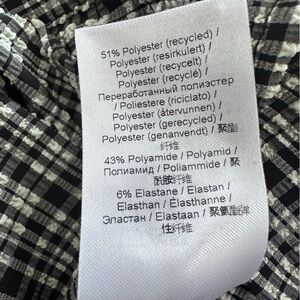 51% Polyester (recycled) /
Polyester (resirkulert) /
Polyester (recycelt) /
Polyester (recyclé) /
Переработанный полиэстер
/ Poliestere (riciclato) /
Polyester (återvunnen) /
Polyester (gerecycled) /
Polyester (genanvendt) / 聚酯
纤维
43% Polyamide / Polyamid /
Полиамид / Poliammide / 聚
酰胺纤维
6% Elastane / Elastan /
Elasthan / Élasthanne /
Эластан / Elastaan / 聚氨酯弹
性纤维